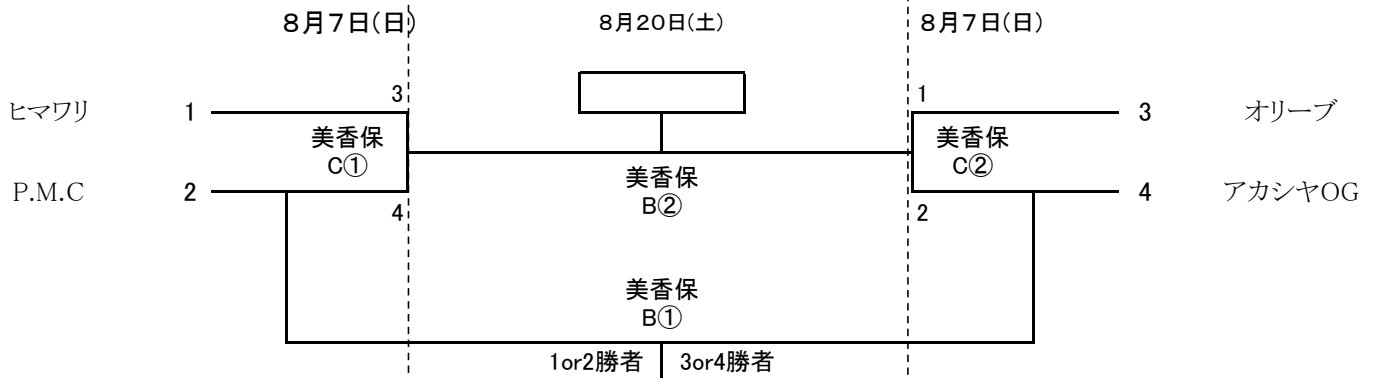 8月7日(日) 8月20日(土) 8月7日(日)
ヒマワリ 1 3 1 3 オリーブ
美香保 美香保
C① C②
美香保
P.M.C 2 B② 4 アカシヤOG
4 2
美香保
B①
1or2勝者 3or4勝者